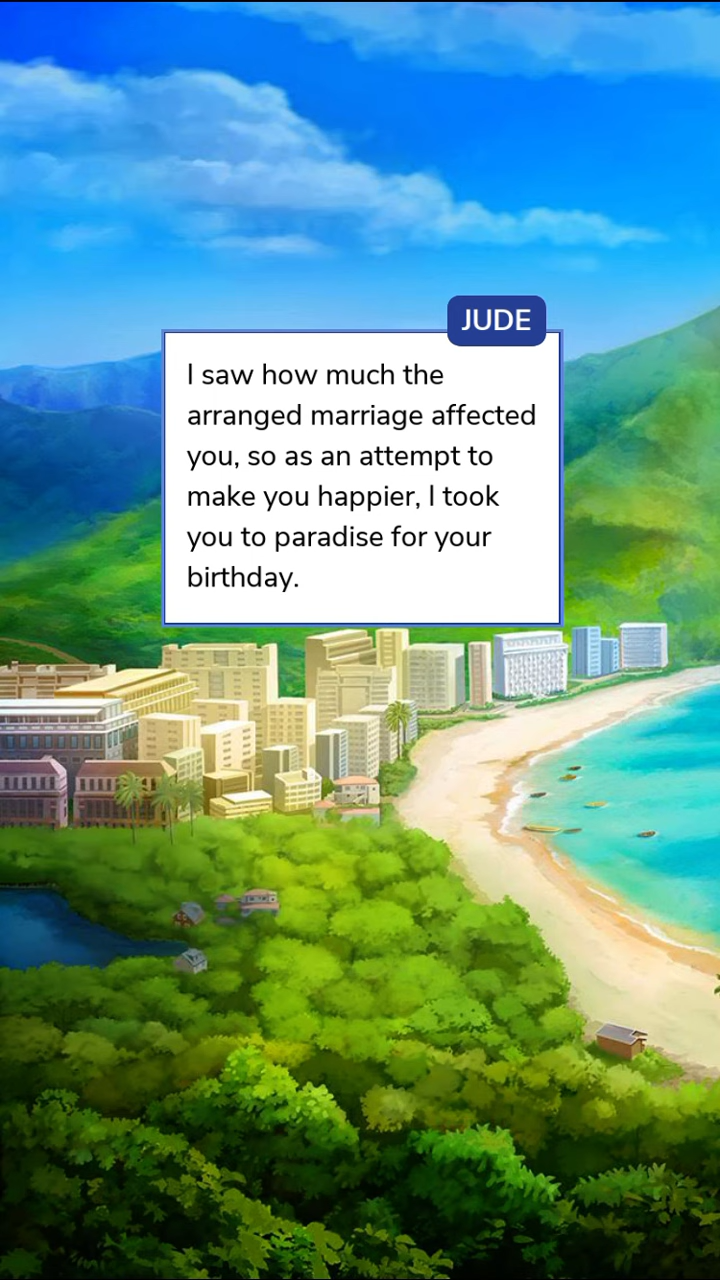 JUDE
I saw how much the
arranged marriage affected
you, so as an attempt to
make you happier, I took
you to paradise for your
birthday.